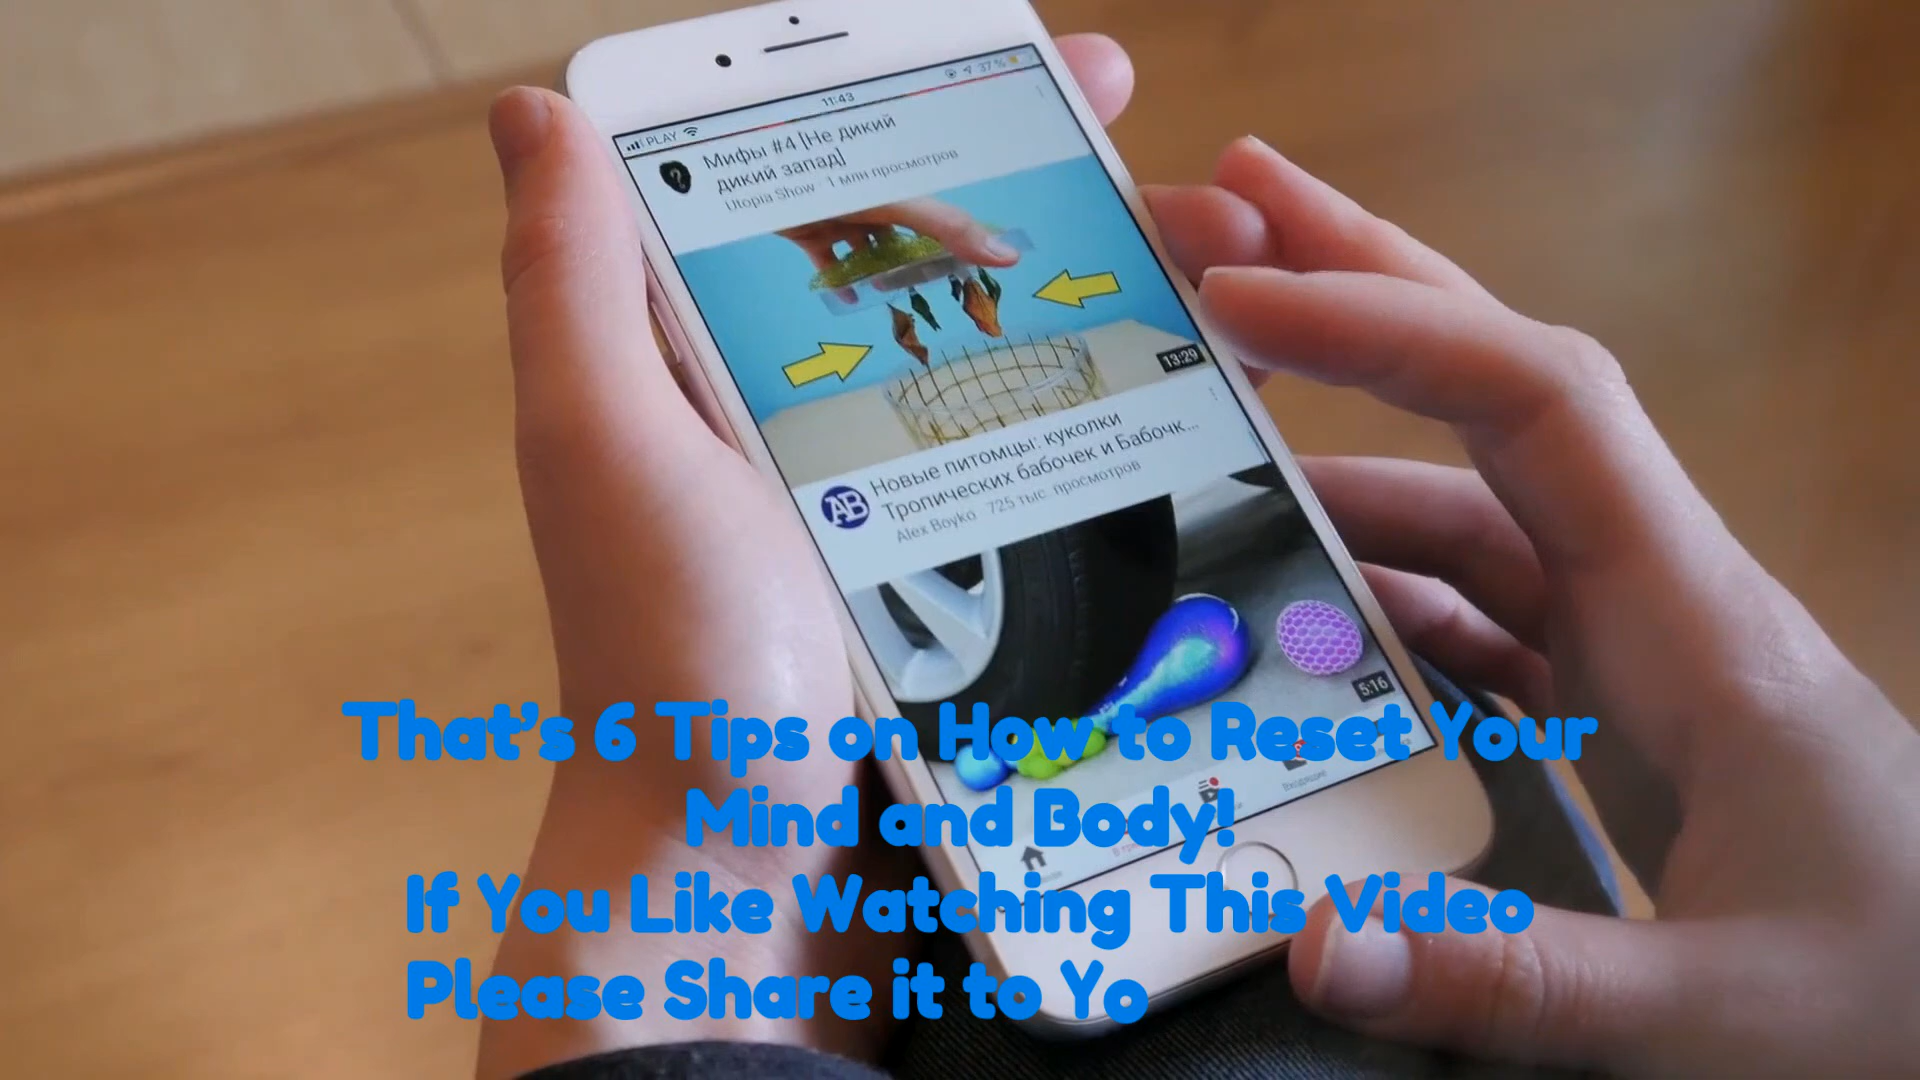 PLAY 11:43 37%
Мифы #4 [Не дикий
дикий запад]
Utopia Show · 1 млн просмотров
13:29
Новые питомцы: куколки
Тропических бабочек и Бабочк...
AB
Alex Boyko · 725 тыс. просмотров
5:16
That's 6 Tips on How to Reset Your
Mind and Body!
If You Like Watching This Video
Please Share it to Yo